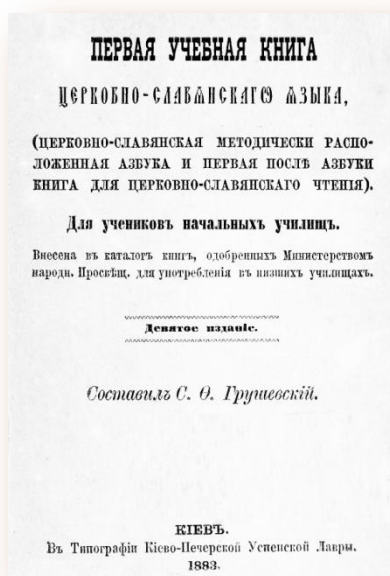 ПЕРВАЯ УЧЕБНАЯ КНИГА
ЦЕРКОВНО-СЛАВѦНСКАГѠ ѦЗЫКА,
(ЦЕРКОВНО-СЛАВЯНСКАЯ МЕТОДИЧЕСКИ РАСПО-
ЛОЖЕННАЯ АЗБУКА И ПЕРВАЯ ПОСЛѢ АЗБУКИ
КНИГА ДЛЯ ЦЕРКОВНО-СЛАВЯНСКАГО ЧТЕНІЯ).
Для учениковъ начальныхъ училищъ.
Внесена въ каталогъ книгъ, одобренныхъ Министерствомъ
народн. Просвѣщ. для употребленія въ низшихъ училищахъ.
Девятое изданіе.
Составилъ С. Ѳ. Грушевскій.
КІЕВЪ.
Въ Типографіи Кіево-Печерской Успенской Лавры.
1883.